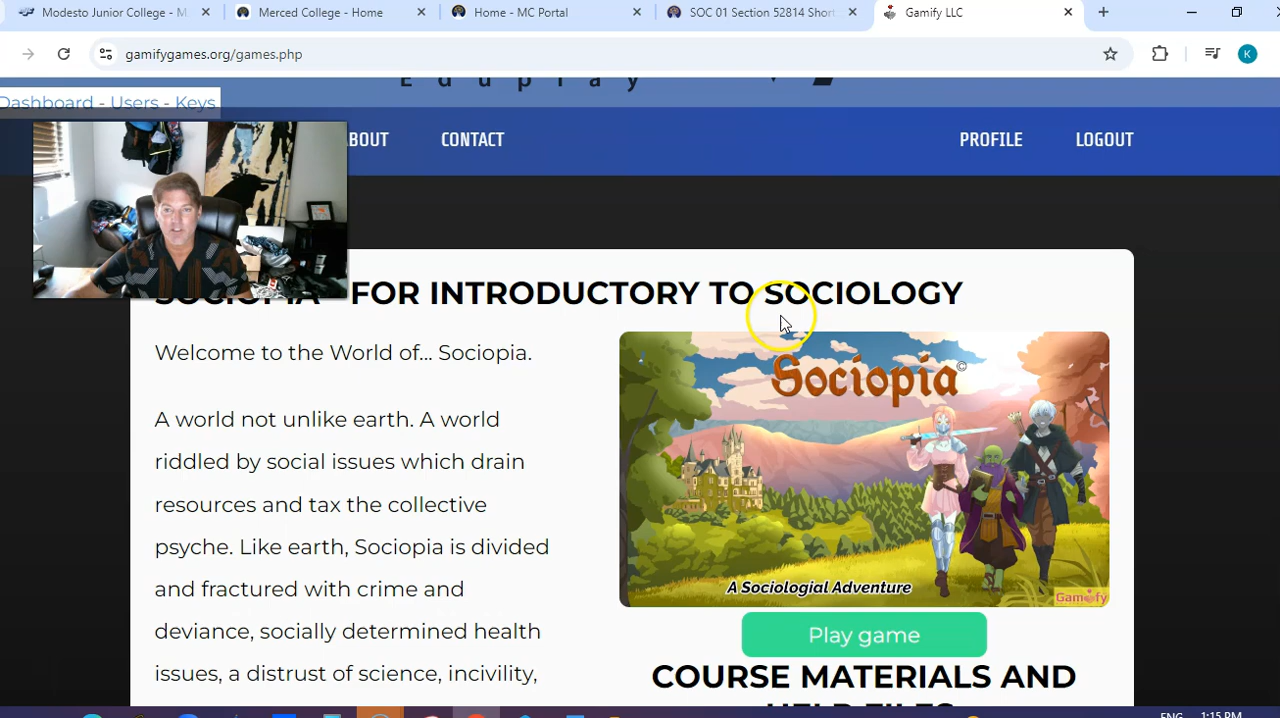 Modesto Junior College - M
Merced College - Home
Home - MC Portal
SOC 01 Section 52814 Short
Gamify LLC
gamifygames.org/games.php
K
E d u p l a y
Dashboard - Users - Keys
ABOUT
CONTACT
PROFILE
LOGOUT
FOR INTRODUCTORY TO SOCIOLOGY
Welcome to the World of... Sociopia.
A world not unlike earth. A world
riddled by social issues which drain
resources and tax the collective
psyche. Like earth, Sociopia is divided
and fractured with crime and
deviance, socially determined health
issues, a distrust of science, incivility,
Sociopia©
A Sociologial Adventure
Gamify
Play game
COURSE MATERIALS AND
HELP FILES
ENG
1:15 PM